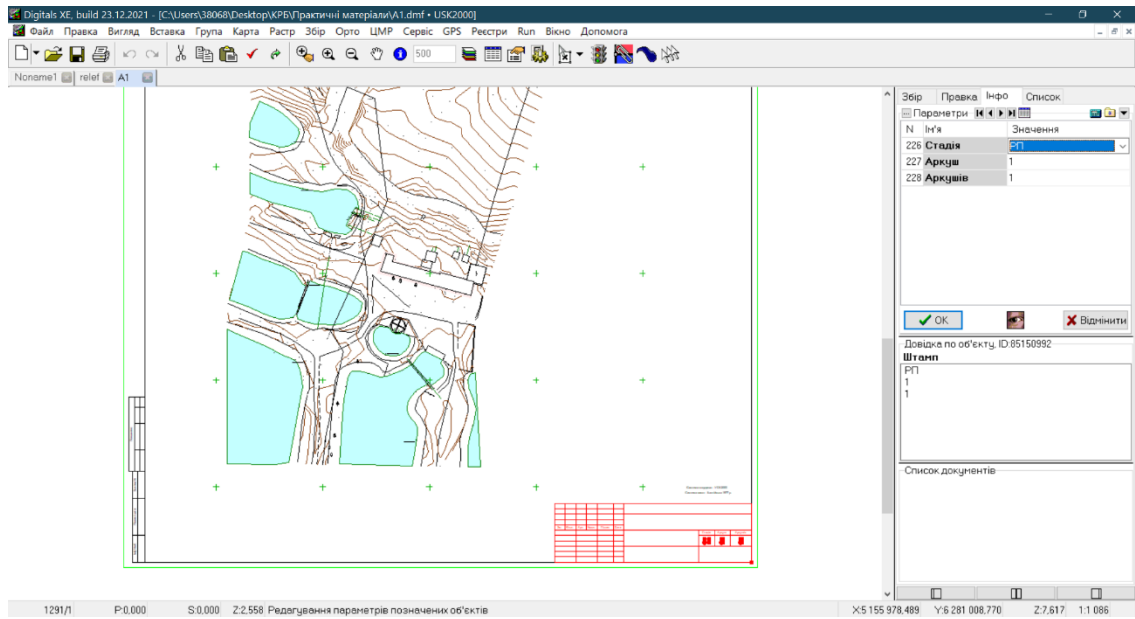 Digitals XE, build 23.12.2021 - [C:\Users\38068\Desktop\КРБ\Практичні матеріали\A1.dmf • USK2000]
Файл Правка Вигляд Вставка Група Карта Растр Збір Орто ЦМР Сервіс GPS Реєстри Run Вікно Допомога
500
Noname1 relef A1
Збір Правка Інфо Список
Параметри
N Ім'я Значення
226 Стадія РП
227 Аркуш 1
228 Аркушів 1
OK Відмінити
Довідка по об'єкту, ID:85150992
Штамп
РП
1
1
Список документів
1291/1 P:0,000 S:0,000 Z:2,558 Редагування параметрів позначених об'єктів X:5 155 978,489 Y:6 281 008,770 Z:7,617 1:1 086